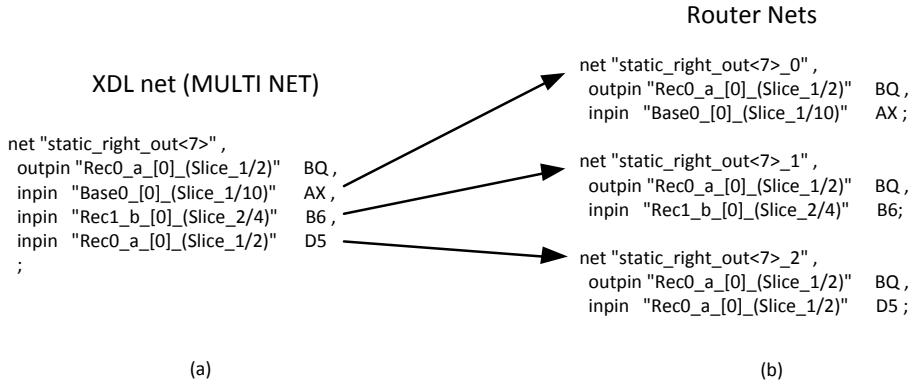 XDL net (MULTI NET)
net "static_right_out<7>" ,
outpin "Rec0_a_[0]_(Slice_1/2)" BQ ,
inpin "Base0_[0]_(Slice_1/10)" AX ,
inpin "Rec1_b_[0]_(Slice_2/4)" B6 ,
inpin "Rec0_a_[0]_(Slice_1/2)" D5
;
(a)
Router Nets
net "static_right_out<7>_0" ,
outpin "Rec0_a_[0]_(Slice_1/2)" BQ ,
inpin "Base0_[0]_(Slice_1/10)" AX ;
net "static_right_out<7>_1" ,
outpin "Rec0_a_[0]_(Slice_1/2)" BQ ,
inpin "Rec1_b_[0]_(Slice_2/4)" B6;
net "static_right_out<7>_2" ,
outpin "Rec0_a_[0]_(Slice_1/2)" BQ ,
inpin "Rec0_a_[0]_(Slice_1/2)" D5 ;
(b)